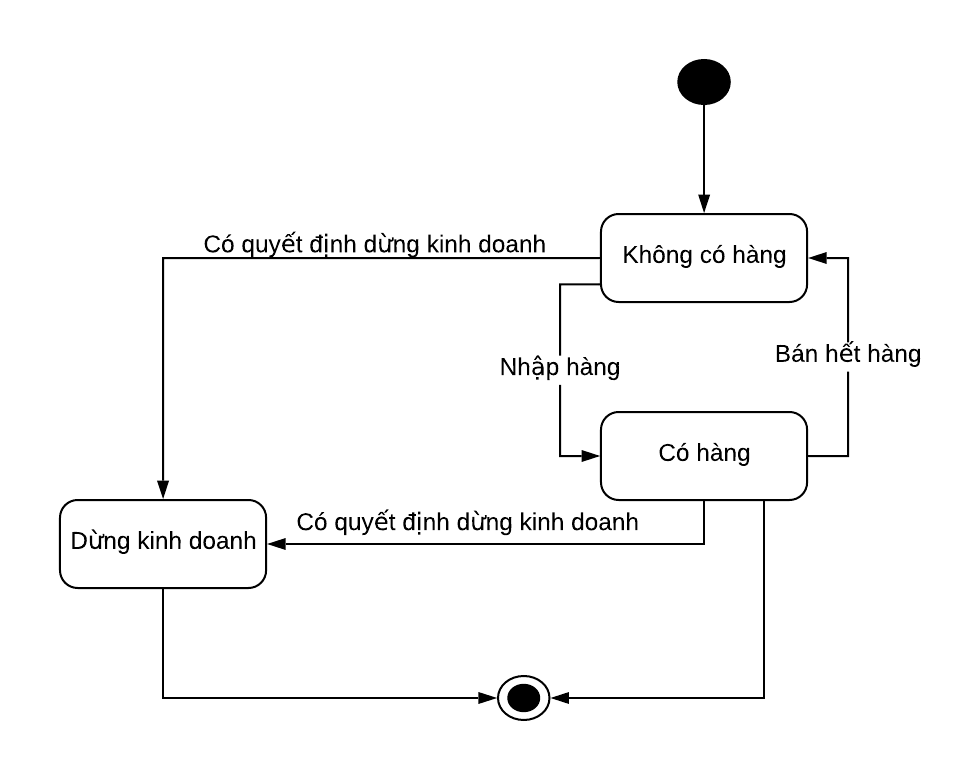 Có quyết định dừng kinh doanh
Không có hàng
Nhập hàng
Bán hết hàng
Có hàng
Có quyết định dừng kinh doanh
Dừng kinh doanh